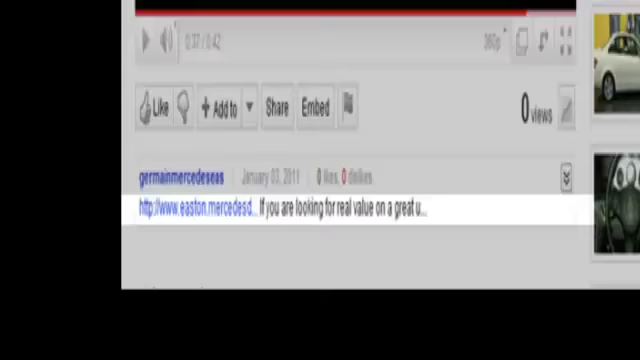 0:37 / 0:42 360p
Like Add to Share Embed 0 views
germainmercedeseas January 03, 2011 0 likes, 0 dislikes
http://www.easton.mercedesd... If you are looking for real value on a great u...